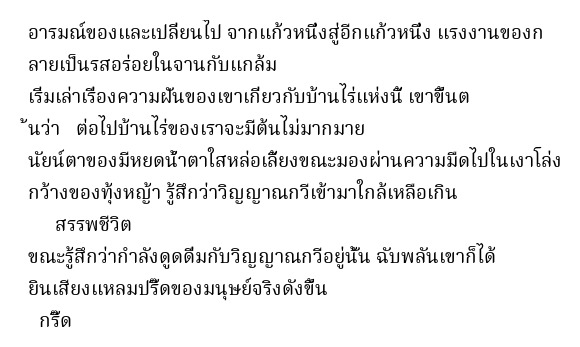 อารมณ์ของและเปลี่ยนไป จากแก้วหนึ่งสู่อีกแก้วหนึ่ง แรงงานของก
ลายเป็นรสอร่อยในจานกับแกล้ม
เริ่มเล่าเรื่องความฝันของเขาเกี่ยวกับบ้านไร่แห่งนี้ เขาขึ้นต
้นว่า   ต่อไปบ้านไร่ของเราจะมีต้นไม่มากมาย
นัยน์ตาของมีหยดน้ำตาใสหล่อเลี้ยงขณะมองผ่านความมืดไปในเงาโล่ง
กว้างของทุ้งหญ้า รู้สึกว่าวิญญาณกวีเข้ามาใกล้เหลือเกิน
สรรพชีวิต
ขณะรู้สึกว่ากำลังดูดดื่มกับวิญญาณกวีอยู่นั้น ฉับพลันเขาก็ได้
ยินเสียงแหลมปรี๊ดของมนุษย์จริงดังขึ้น
กรี๊ด